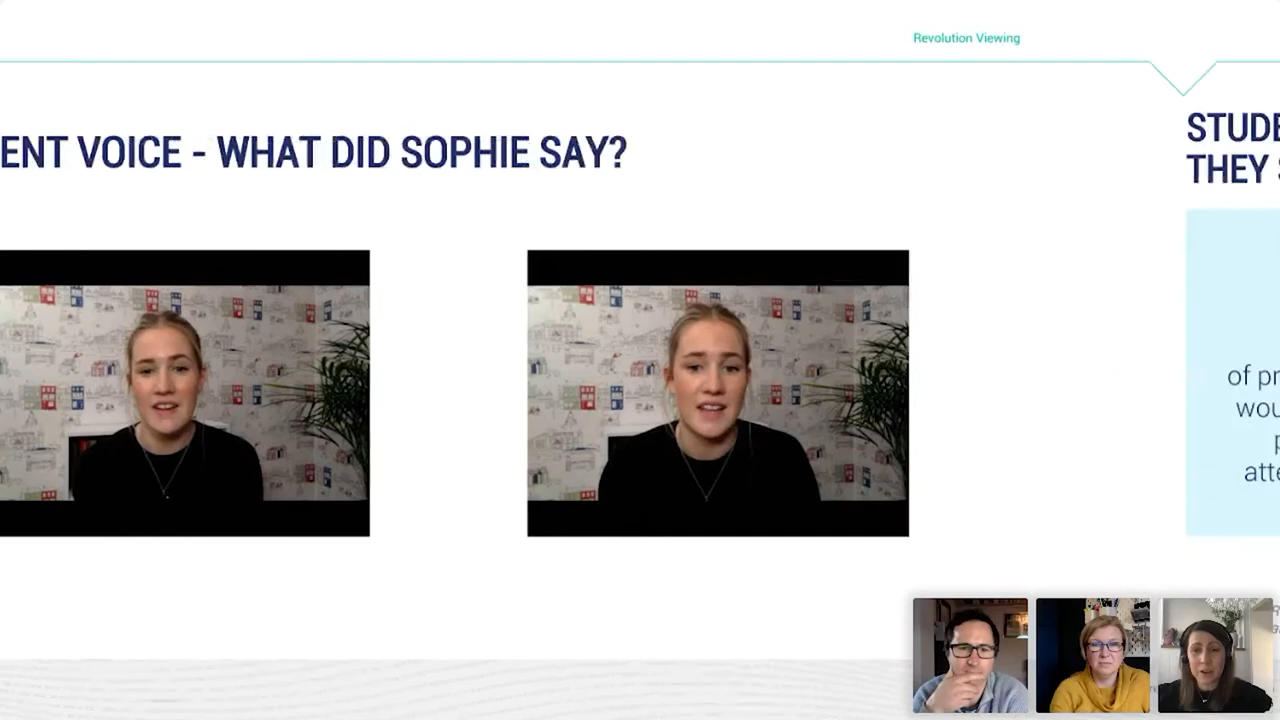 Revolution Viewing
ENT VOICE - WHAT DID SOPHIE SAY?
STUDE
THEY
of pr
wou
p
atte